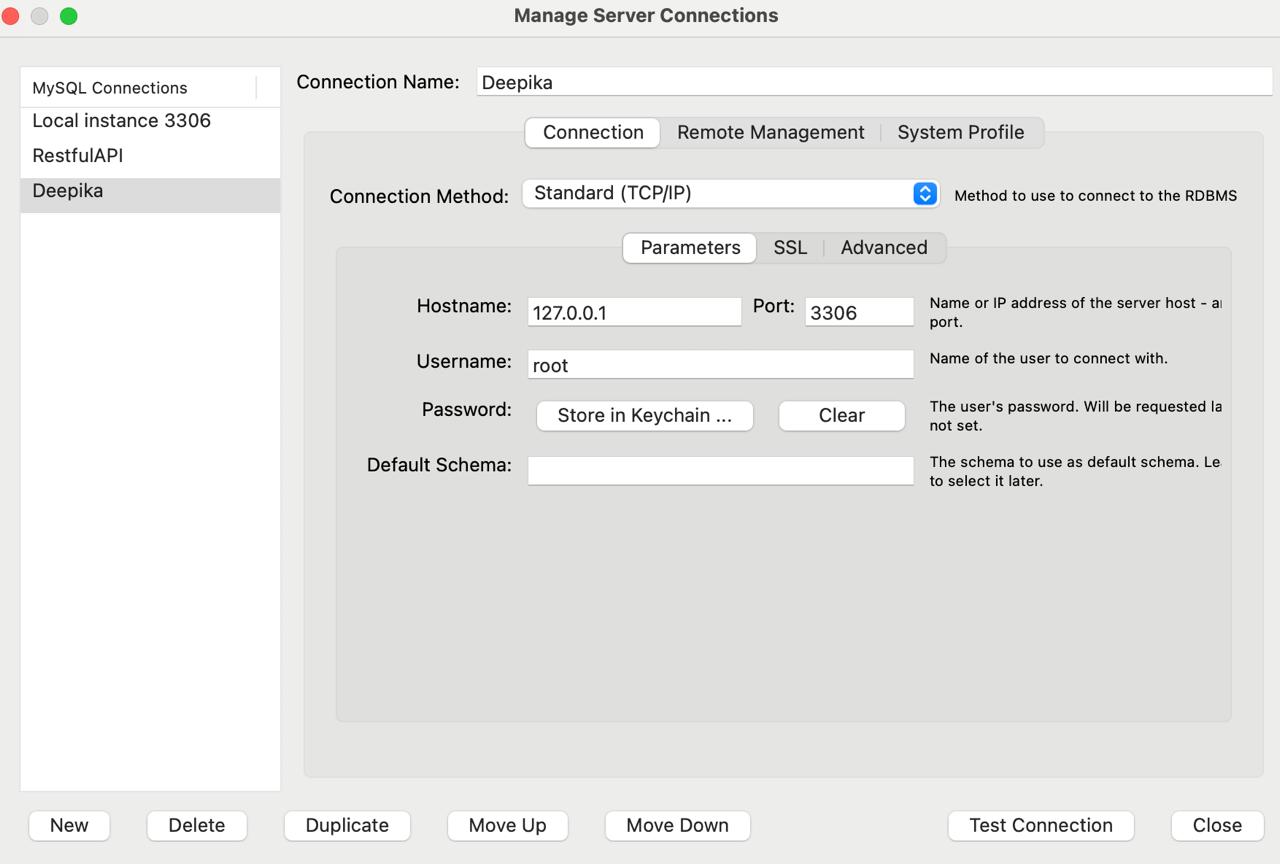 Manage Server Connections
MySQL Connections
Local instance 3306
RestfulAPI
Deepika
Connection Name: Deepika
Connection Remote Management System Profile
Connection Method: Standard (TCP/IP) Method to use to connect to the RDBMS
Parameters SSL Advanced
Hostname: 127.0.0.1 Port: 3306 Name or IP address of the server host -
port.
Username: root Name of the user to connect with.
Password: Store in Keychain ... Clear The user's password. Will be requested
not set.
Default Schema: The schema to use as default schema.
to select it later.
New Delete Duplicate Move Up Move Down Test Connection Close